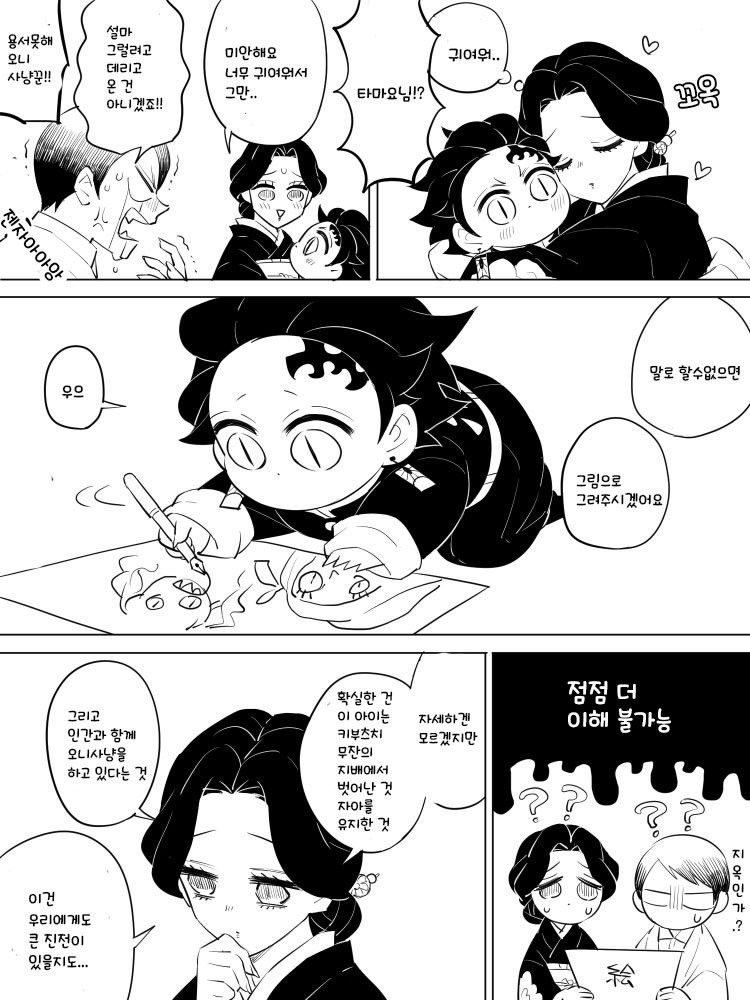 귀여워..
꼬옥
타마요님!?
미안해요
너무 귀여워서
그만..
설마
그럴려고
데리고
온 건
아니겠죠!!
용서못해
오니
사냥꾼!!
젠자아아앙
말로 할수없으면
그림으로
그려주시겠어요
우으
점점 더
이해 불가능
? ? ? ?
지옥인가.?
絵
자세하겐
모르겠지만
확실한 건
이 아이는
키부츠치
무잔의
지배에서
벗어난 것
자아를
유지한 것
그리고
인간과 함께
오니사냥을
하고 있다는 것
이건
우리에게도
큰 진전이
있을지도...